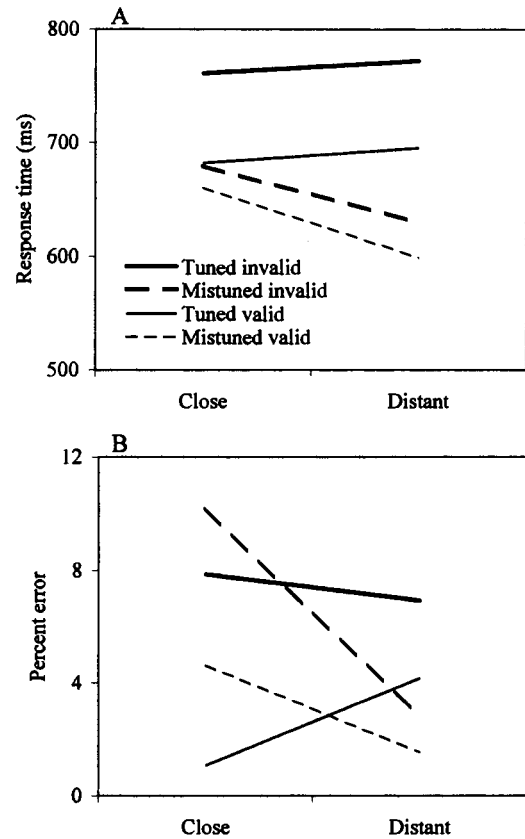 A
800
700
600
500
Response time (ms)
Tuned invalid
Mistuned invalid
Tuned valid
Mistuned valid
Close Distant
B
12
8
4
0
Percent error
Close Distant